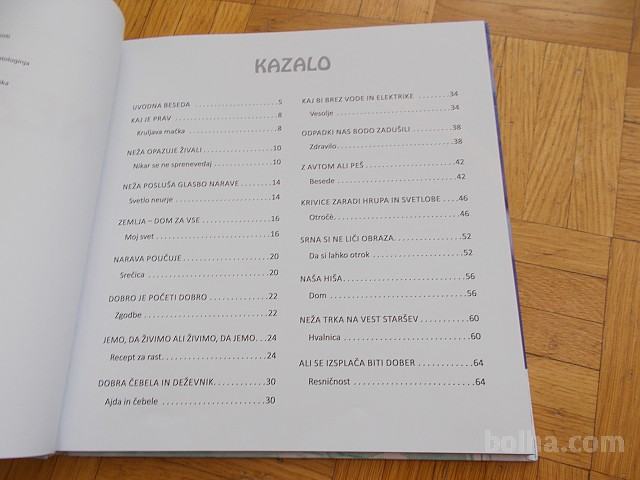 KAZALO
UVODNA BESEDA . . . . . . . . . . . . . . . . . . 5
KAJ JE PRAV . . . . . . . . . . . . . . . . . . . . . . 8
Kruljava mačka . . . . . . . . . . . . . . . . . . . . 8
NEŽA OPAZUJE ŽIVALI . . . . . . . . . . . . . . 10
Nikar se ne sprenevedaj . . . . . . . . . . . . 10
NEŽA POSLUŠA GLASBO NARAVE . . . . . 14
Svetlo neurje . . . . . . . . . . . . . . . . . . . . . 14
ZEMLJA – DOM ZA VSE . . . . . . . . . . . . . 16
Moj svet . . . . . . . . . . . . . . . . . . . . . . . . . 16
NARAVA POUČUJE . . . . . . . . . . . . . . . . . 20
Srečica . . . . . . . . . . . . . . . . . . . . . . . . . . 20
DOBRO JE POČETI DOBRO . . . . . . . . . . . 22
Zgodbe . . . . . . . . . . . . . . . . . . . . . . . . . . 22
JEMO, DA ŽIVIMO ALI ŽIVIMO, DA JEMO . . . 24
Recept za rast. . . . . . . . . . . . . . . . . . . . . 24
DOBRA ČEBELA IN DEŽEVNIK. . . . . . . . . . 30
Ajda in čebele . . . . . . . . . . . . . . . . . . . . . 30
KAJ BI BREZ VODE IN ELEKTRIKE . . . . . . . 34
Vesolje . . . . . . . . . . . . . . . . . . . . . . . . . . 34
ODPADKI NAS BODO ZADUŠILI . . . . . . . . 38
Zdravilo. . . . . . . . . . . . . . . . . . . . . . . . . . 38
Z AVTOM ALI PEŠ . . . . . . . . . . . . . . . . . . 42
Besede . . . . . . . . . . . . . . . . . . . . . . . . . . 42
KRIVICE ZARADI HRUPA IN SVETLOBE . . . . 46
Otroče. . . . . . . . . . . . . . . . . . . . . . . . . . . 46
SRNA SI NE LIČI OBRAZA. . . . . . . . . . . . . 52
Da si lahko otrok . . . . . . . . . . . . . . . . . . . 52
NAŠA HIŠA . . . . . . . . . . . . . . . . . . . . . . . 56
Dom . . . . . . . . . . . . . . . . . . . . . . . . . . . . 56
NEŽA TRKA NA VEST STARŠEV . . . . . . . . . 60
Hvalnica . . . . . . . . . . . . . . . . . . . . . . . . . 60
ALI SE IZSPLAČA BITI DOBER . . . . . . . . . . 64
Resničnost . . . . . . . . . . . . . . . . . . . . . . . 64
bolha.com